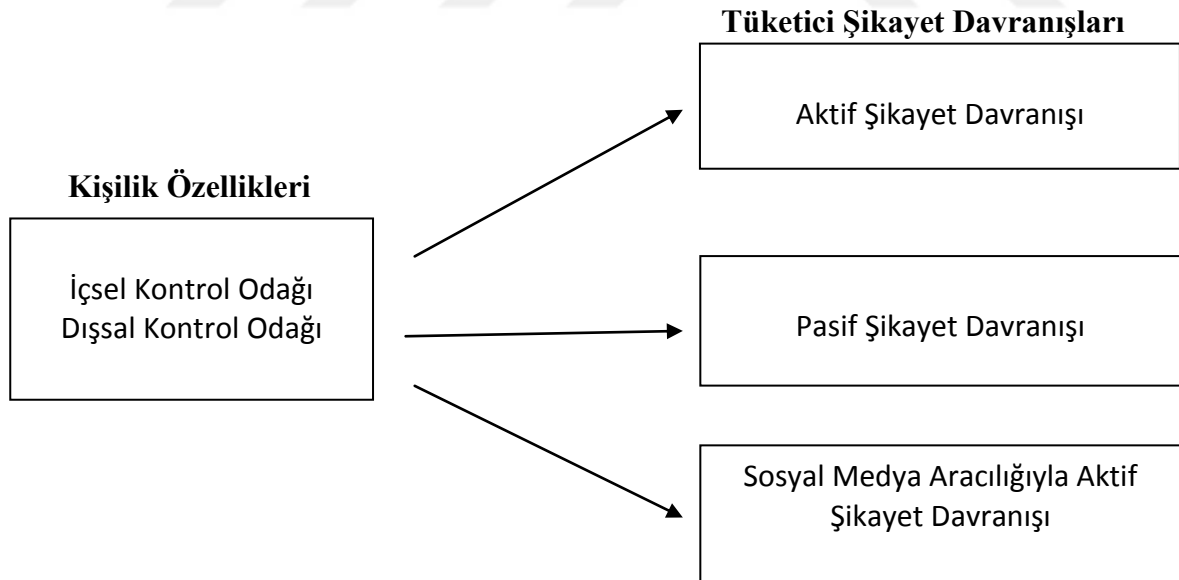 Tüketici Şikayet Davranışları
Aktif Şikayet Davranışı
Kişilik Özellikleri
İçsel Kontrol Odağı
Dışsal Kontrol Odağı
Pasif Şikayet Davranışı
Sosyal Medya Aracılığıyla Aktif
Şikayet Davranışı